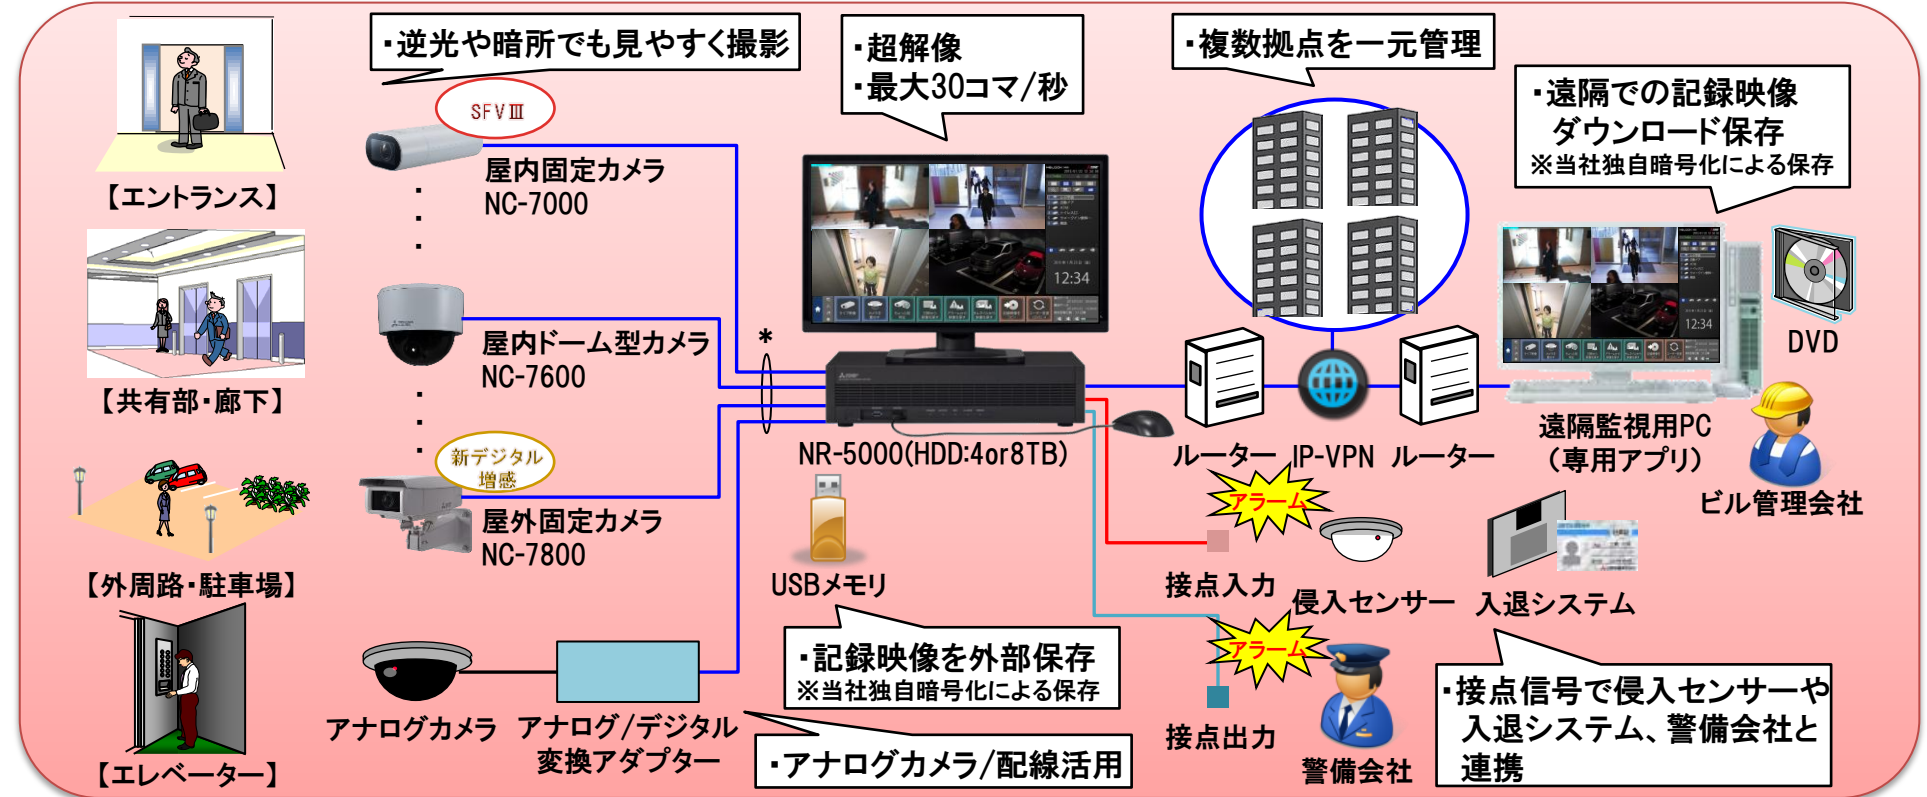 ・逆光や暗所でも見やすく撮影
・超解像
・最大30コマ/秒
・複数拠点を一元管理
・遠隔での記録映像
ダウンロード保存
※当社独自暗号化による保存
【エントランス】
【共有部・廊下】
【外周路・駐車場】
【エレベーター】
SFVⅢ
屋内固定カメラ
NC-7000
屋内ドーム型カメラ
NC-7600
新デジタル
増感
屋外固定カメラ
NC-7800
アナログカメラ
アナログ/デジタル
変換アダプター
・アナログカメラ/配線活用
*
12:34
NR-5000(HDD:4or8TB)
USBメモリ
・記録映像を外部保存
※当社独自暗号化による保存
ルーター
IP-VPN
ルーター
12:34
遠隔監視用PC
(専用アプリ)
DVD
ビル管理会社
アラーム
接点入力
侵入センサー
入退システム
アラーム
接点出力
警備会社
・接点信号で侵入センサーや
入退システム、警備会社と
連携